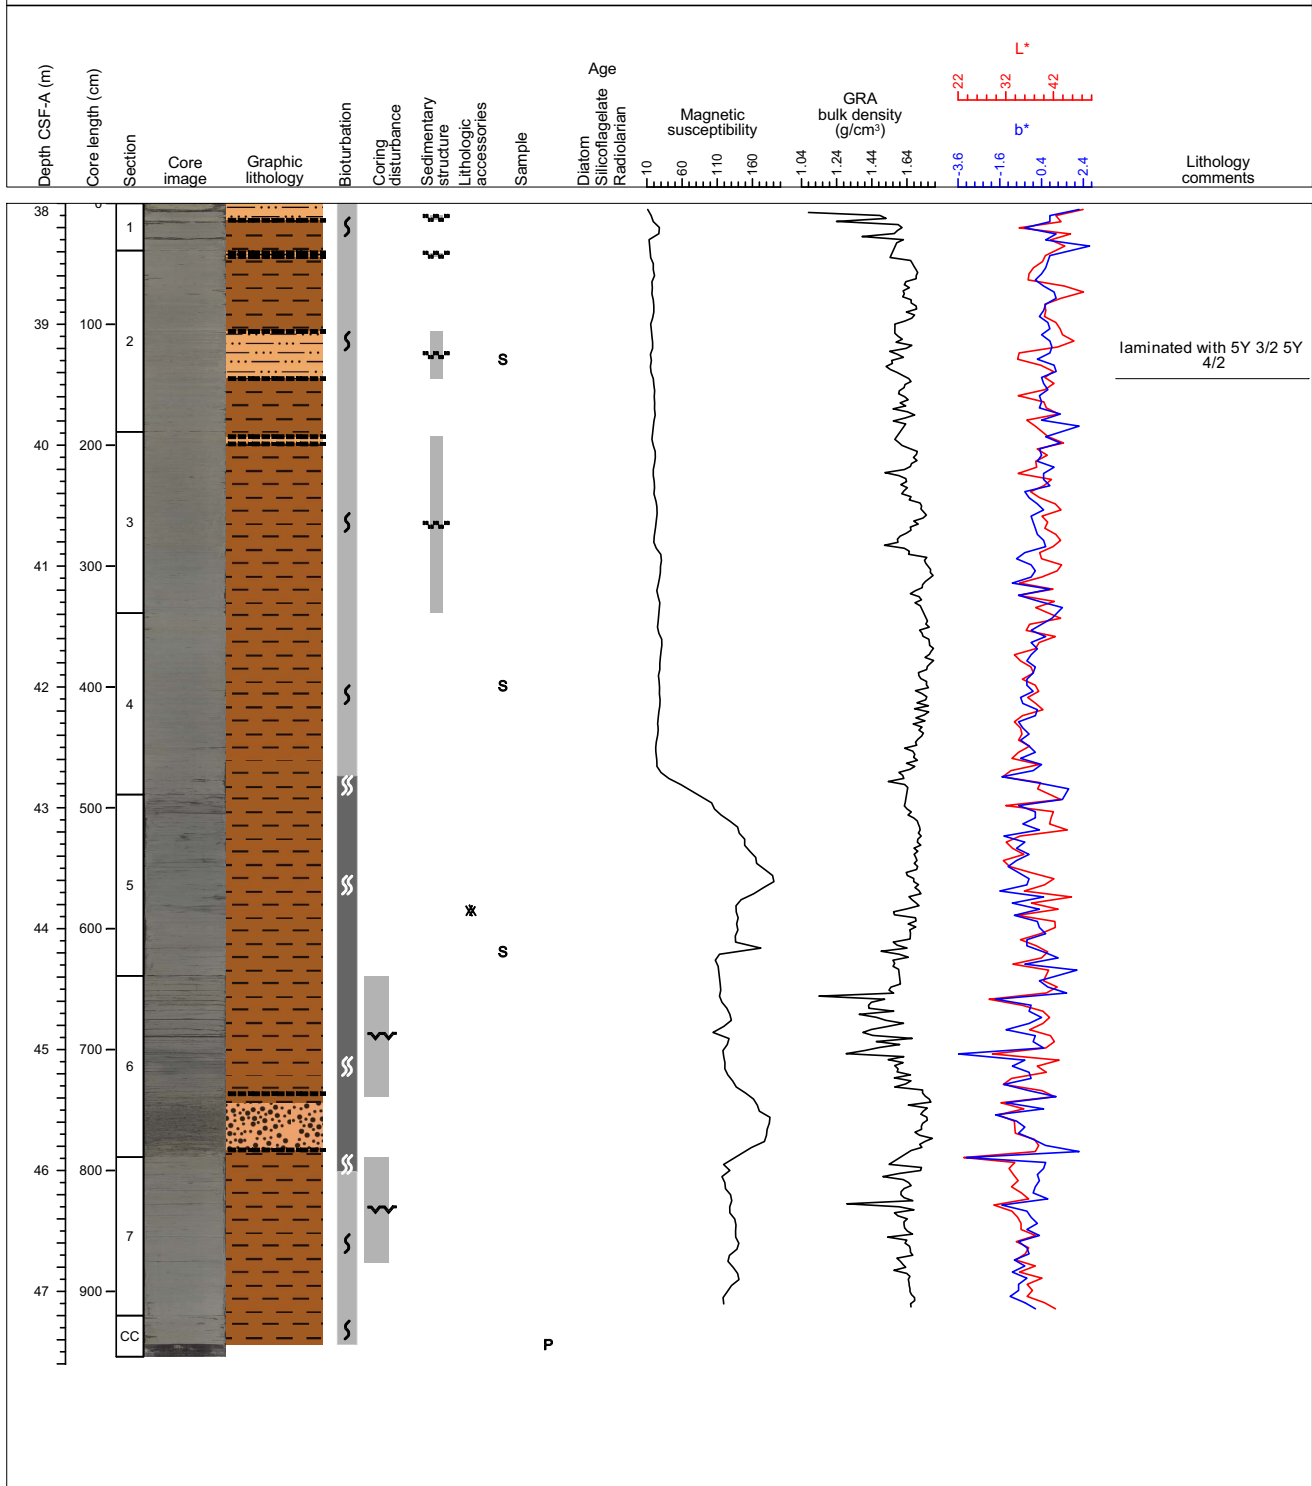 Depth CSF-A (m)
Core length (cm)
Section
Core
image
Graphic
lithology
Bioturbation
Coring
disturbance
Sedimentary
structure
Lithologic
accessories
Sample
Age
Diatom
Silicoflagelate
Radiolarian
Magnetic
susceptibility
10 60 110 160
GRA
bulk density
(g/cm³)
1.04 1.24 1.44 1.64
L*
22 32 42
b*
-3.6 -1.6 0.4 2.4
Lithology
comments
38 0
1
39 100
2
S
laminated with 5Y 3/2 5Y
4/2
40 200
3
41 300
42 400
S
4
43 500
5
44 600
S
45 700
6
46 800
7
47 900
CC
P